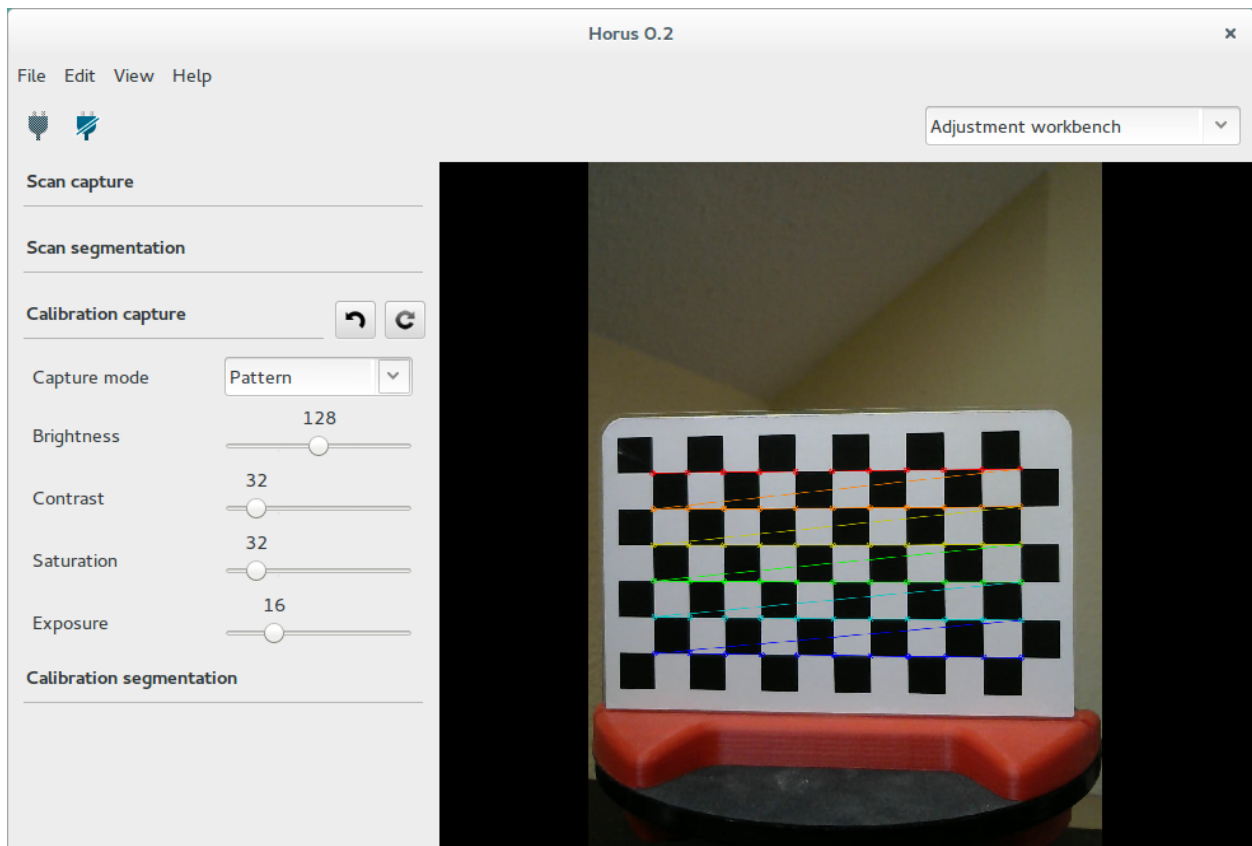 Horus 0.2
File Edit View Help
Adjustment workbench
Scan capture
Scan segmentation
Calibration capture
Capture mode
Pattern
128
Brightness
32
Contrast
32
Saturation
16
Exposure
Calibration segmentation